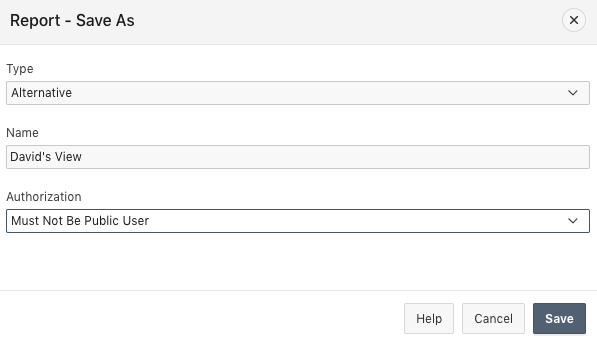 Report - Save As
Type
Alternative
Name
David's View
Authorization
Must Not Be Public User
Help
Cancel
Save